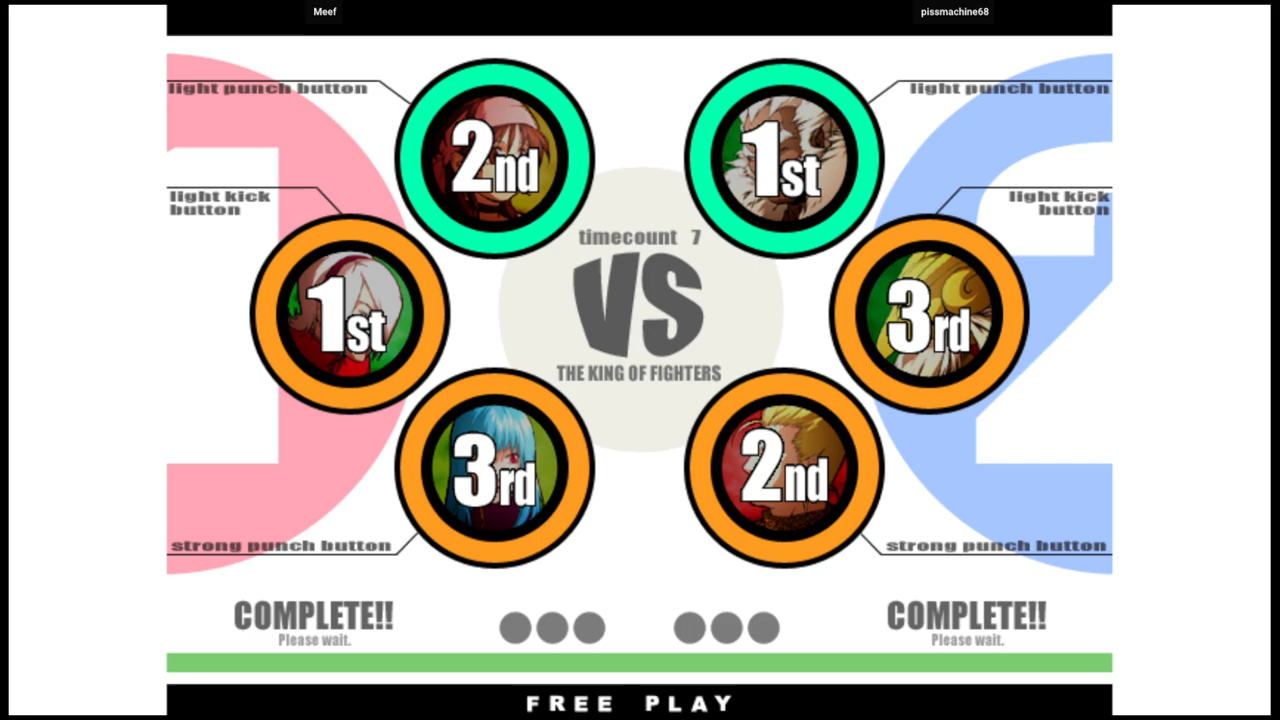 Meef
pissmachine68
light punch button
light punch button
2nd
1st
light kick
button
light kick
button
timecount 7
VS
THE KING OF FIGHTERS
1st
3rd
3rd
2nd
strong punch button
strong punch button
COMPLETE!!
Please wait.
COMPLETE!!
Please wait.
FREE PLAY